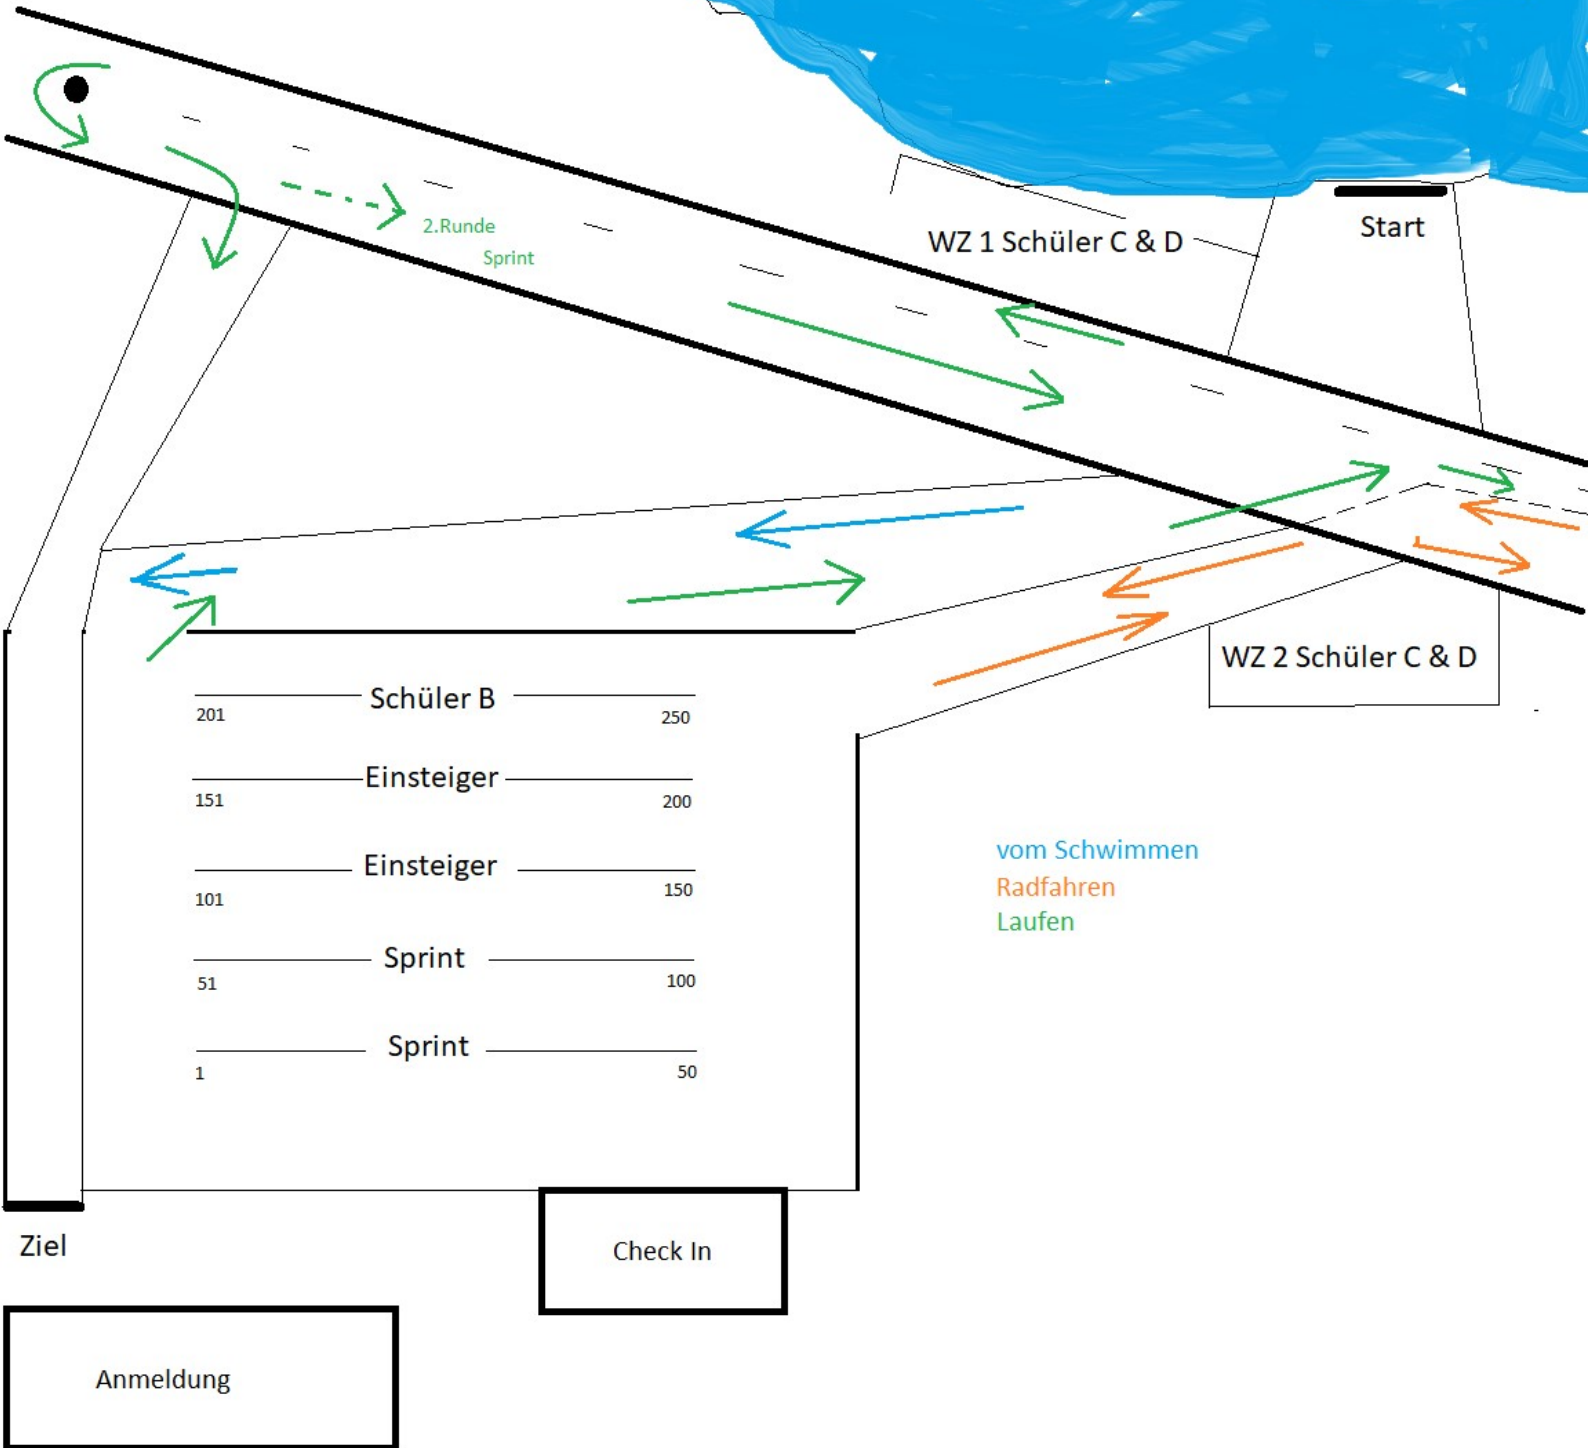 2.Runde
Sprint
WZ 1 Schüler C & D
Start
WZ 2 Schüler C & D
Schüler B
201
250
Einsteiger
151
200
Einsteiger
101
150
Sprint
51
100
Sprint
1
50
vom Schwimmen
Radfahren
Laufen
Ziel
Check In
Anmeldung